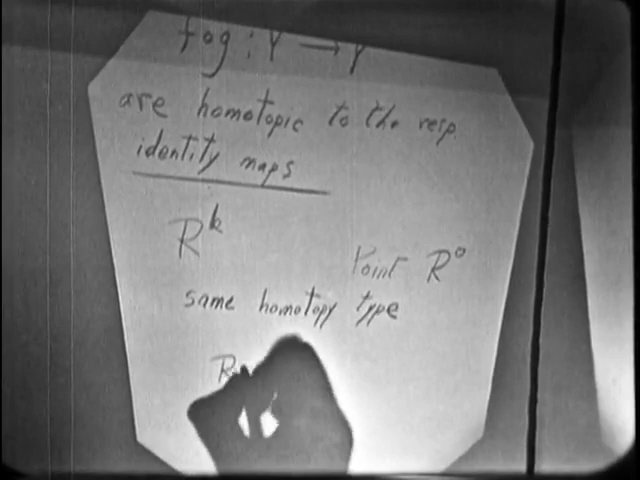 fog : Y → Y
are homotopic to the resp.
identity maps
R^k
Point R^0
same homotopy type
R